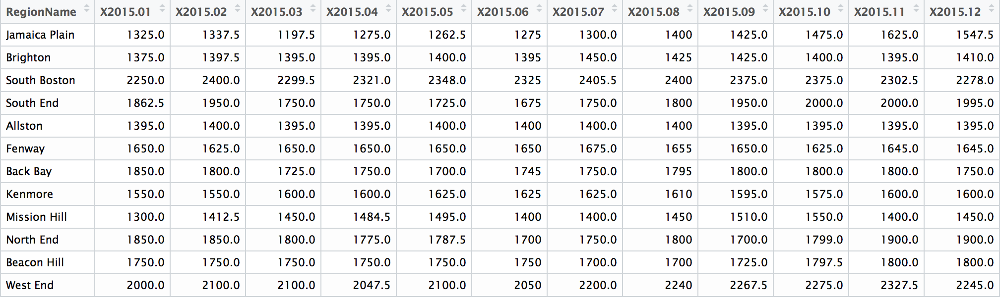 RegionName X2015.01 X2015.02 X2015.03 X2015.04 X2015.05 X2015.06 X2015.07 X2015.08 X2015.09 X2015.10 X2015.11 X2015.12
Jamaica Plain 1325.0 1337.5 1197.5 1275.0 1262.5 1275 1300.0 1400 1425.0 1475.0 1625.0 1547.5
Brighton 1375.0 1397.5 1395.0 1395.0 1400.0 1395 1450.0 1425 1425.0 1400.0 1395.0 1410.0
South Boston 2250.0 2400.0 2299.5 2321.0 2348.0 2325 2405.5 2400 2375.0 2375.0 2302.5 2278.0
South End 1862.5 1950.0 1750.0 1750.0 1725.0 1675 1750.0 1800 1950.0 2000.0 2000.0 1995.0
Allston 1395.0 1400.0 1395.0 1395.0 1400.0 1400 1400.0 1400 1395.0 1395.0 1395.0 1395.0
Fenway 1650.0 1625.0 1650.0 1650.0 1650.0 1650 1675.0 1655 1650.0 1625.0 1645.0 1645.0
Back Bay 1850.0 1800.0 1725.0 1750.0 1700.0 1745 1750.0 1795 1800.0 1800.0 1800.0 1750.0
Kenmore 1550.0 1550.0 1600.0 1600.0 1625.0 1625 1625.0 1610 1595.0 1575.0 1600.0 1600.0
Mission Hill 1300.0 1412.5 1450.0 1484.5 1495.0 1400 1400.0 1450 1510.0 1550.0 1400.0 1450.0
North End 1850.0 1850.0 1800.0 1775.0 1787.5 1700 1750.0 1800 1700.0 1799.0 1900.0 1900.0
Beacon Hill 1750.0 1750.0 1750.0 1750.0 1750.0 1750 1700.0 1700 1725.0 1797.5 1800.0 1800.0
West End 2000.0 2100.0 2100.0 2047.5 2100.0 2050 2200.0 2240 2267.5 2275.0 2327.5 2245.0